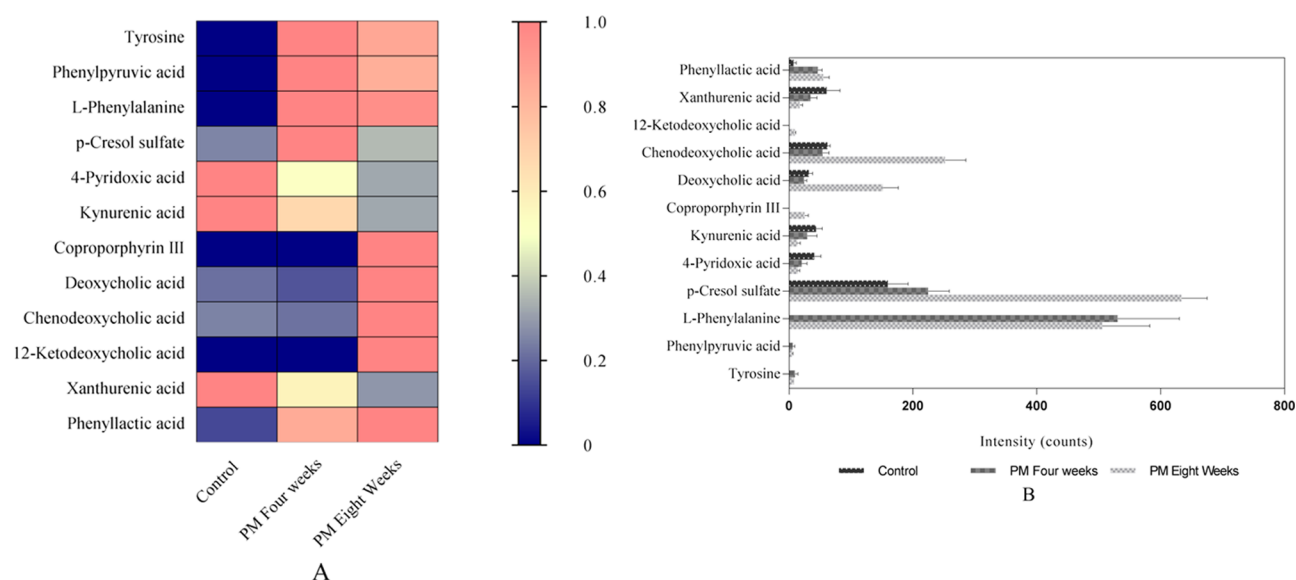 Tyrosine
Phenylpyruvic acid
L-Phenylalanine
p-Cresol sulfate
4-Pyridoxic acid
Kynurenic acid
Coproporphyrin III
Deoxycholic acid
Chenodeoxycholic acid
12-Ketodeoxycholic acid
Xanthurenic acid
Phenyllactic acid
Control
PM Four weeks
PM Eight Weeks
1.0
0.8
0.6
0.4
0.2
0
A
Phenyllactic acid
Xanthurenic acid
12-Ketodeoxycholic acid
Chenodeoxycholic acid
Deoxycholic acid
Coproporphyrin III
Kynurenic acid
4-Pyridoxic acid
p-Cresol sulfate
L-Phenylalanine
Phenylpyruvic acid
Tyrosine
0 200 400 600 800
Intensity (counts)
Control PM Four weeks PM Eight Weeks
B